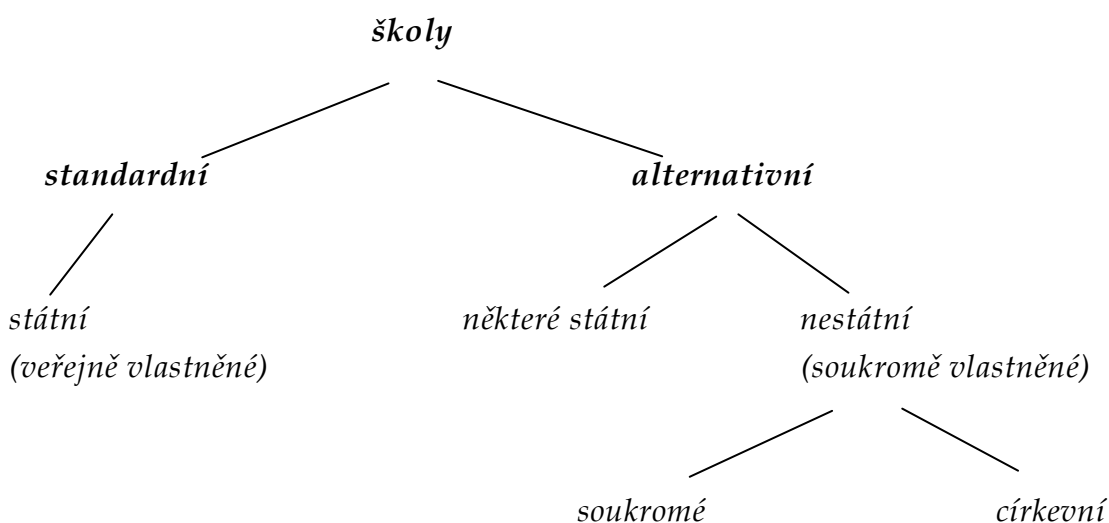 školy
standardní
alternativní
státní
(veřejně vlastněné)
některé státní
nestátní
(soukromě vlastněné)
soukromé
církevní